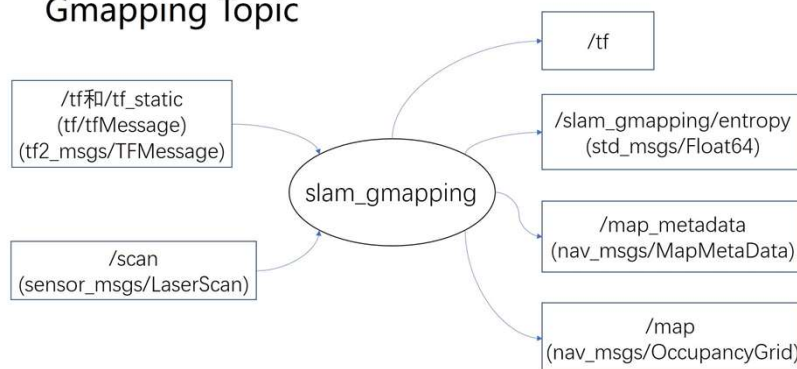 Gmapping Topic
/tf和/tf_static
(tf/tfMessage)
(tf2_msgs/TFMessage)
/scan
(sensor_msgs/LaserScan)
slam_gmapping
/tf
/slam_gmapping/entropy
(std_msgs/Float64)
/map_metadata
(nav_msgs/MapMetaData)
/map
(nav_msgs/OccupancyGrid)